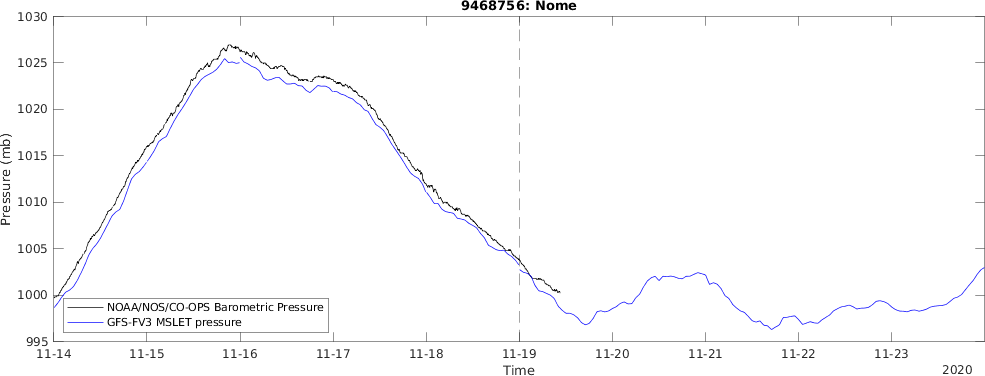 9468756: Nome
Pressure (mb)
1030
1025
1020
1015
1010
1005
1000
995
NOAA/NOS/CO-OPS Barometric Pressure
GFS-FV3 MSLET pressure
11-14 11-15 11-16 11-17 11-18 11-19 11-20 11-21 11-22 11-23
Time
2020